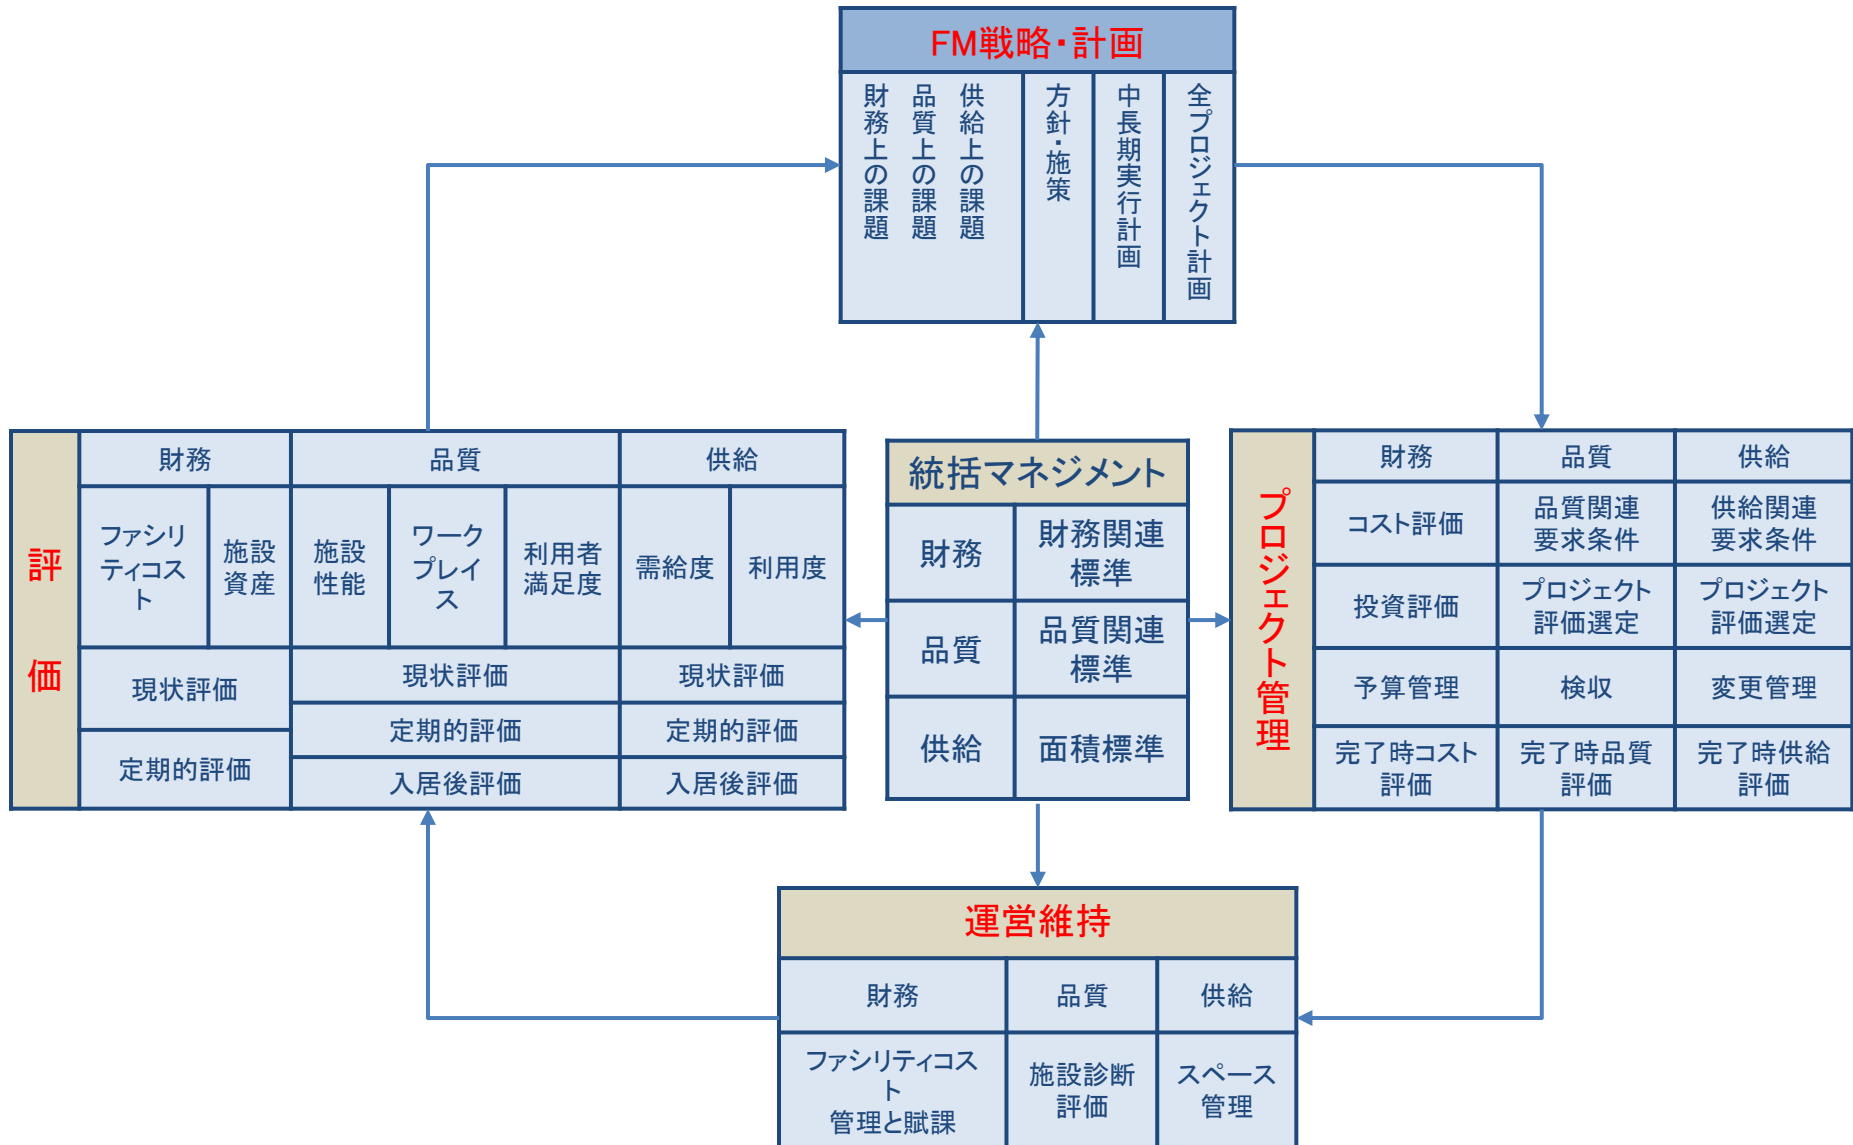 FM戦略・計画
財務上の課題
品質上の課題
供給上の課題
方針・施策
中長期実行計画
全プロジェクト計画
評価
財務
品質
供給
ファシリ
ティコス
ト
施設
資産
施設
性能
ワーク
プレイ
ス
利用者
満足度
需給度
利用度
現状評価
現状評価
現状評価
定期的評価
定期的評価
定期的評価
入居後評価
入居後評価
統括マネジメント
財務
財務関連
標準
品質
品質関連
標準
供給
面積標準
プロジェクト管理
財務
品質
供給
コスト評価
品質関連
要求条件
供給関連
要求条件
投資評価
プロジェクト
評価選定
プロジェクト
評価選定
予算管理
検収
変更管理
完了時コスト
評価
完了時品質
評価
完了時供給
評価
運営維持
財務
品質
供給
ファシリティコス
ト
管理と賦課
施設診断
評価
スペース
管理